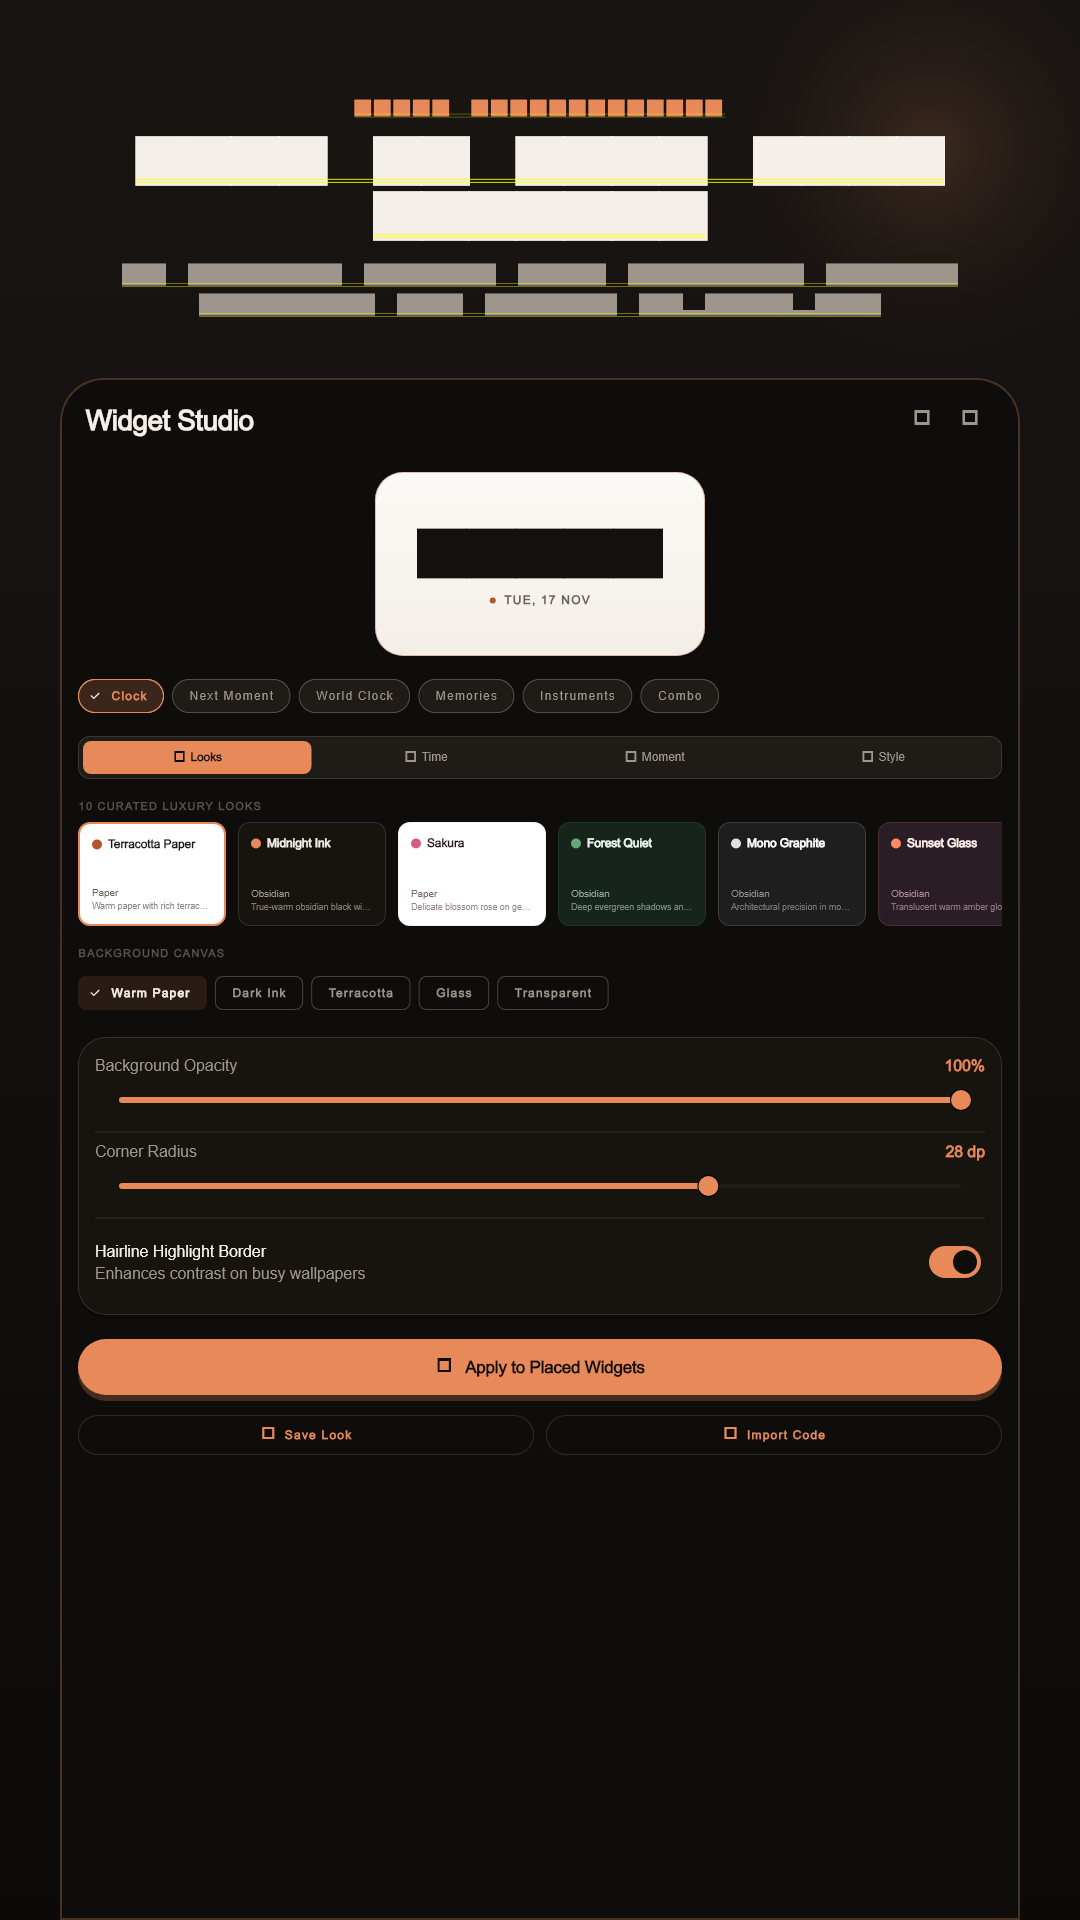 Widget Studio
TUE, 17 NOV
Clock
Next Moment
World Clock
Memories
Instruments
Combo
Looks
Time
Moment
Style
10 CURATED LUXURY LOOKS
Terracotta Paper
Paper
Warm paper with rich terrac...
Midnight Ink
Obsidian
True-warm obsidian black wi...
Sakura
Paper
Delicate blossom rose on ge...
Forest Quiet
Obsidian
Deep evergreen shadows an...
Mono Graphite
Obsidian
Architectural precision in mo...
Sunset Glass
Obsidian
Translucent warm amber glo
BACKGROUND CANVAS
Warm Paper
Dark Ink
Terracotta
Glass
Transparent
Background Opacity
100%
Corner Radius
28 dp
Hairline Highlight Border
Enhances contrast on busy wallpapers
Apply to Placed Widgets
Save Look
Import Code